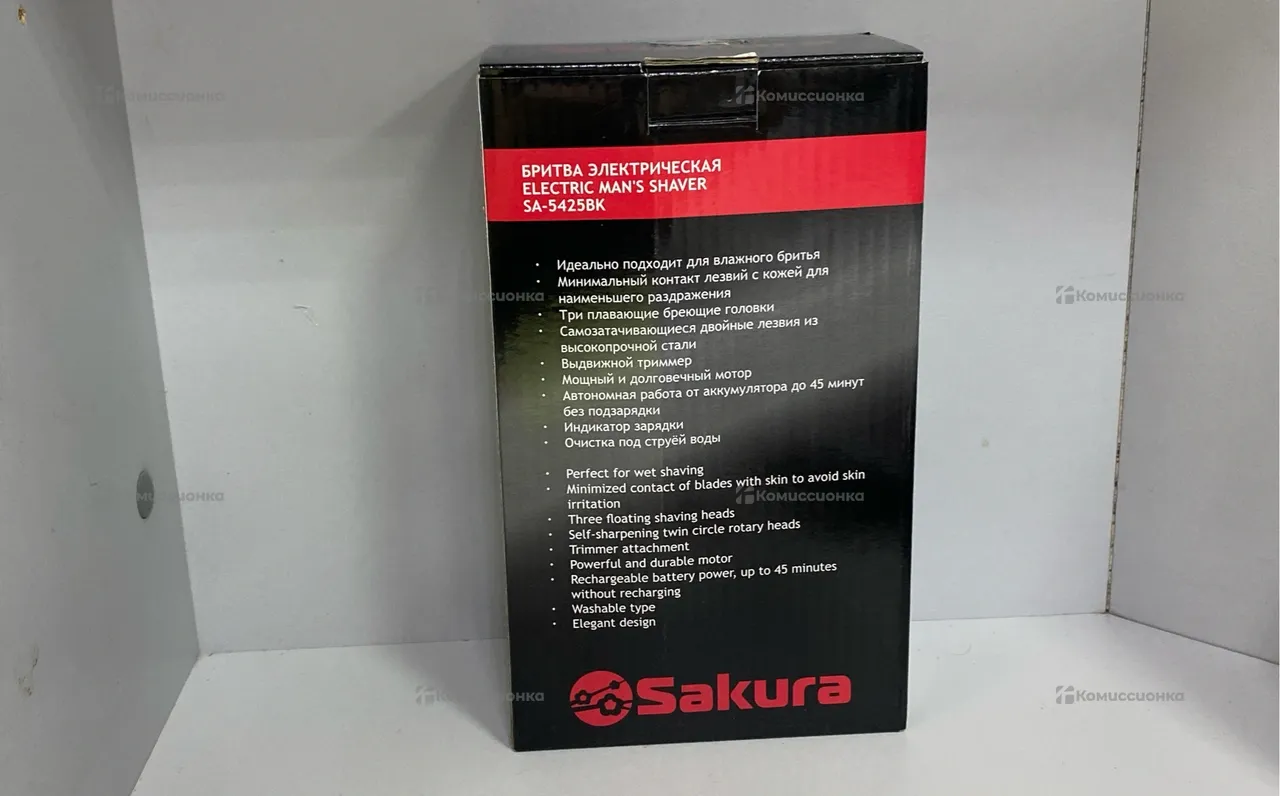 БРИТВА ЭЛЕКТРИЧЕСКАЯ
ELECTRIC MAN'S SHAVER
SA-5425BK
· Идеально подходит для влажного бритья
· Минимальный контакт лезвий с кожей для
наименьшего раздражения
· Три плавающие бреющие головки
· Самозатачивающиеся двойные лезвия из
высокопрочной стали
· Выдвижной триммер
· Мощный и долговечный мотор
· Автономная работа от аккумулятора до 45 минут
без подзарядки
· Индикатор зарядки
· Очистка под струёй воды
· Perfect for wet shaving
· Minimized contact of blades with skin to avoid skin
irritation
· Three floating shaving heads
· Self-sharpening twin circle rotary heads
· Trimmer attachment
· Powerful and durable motor
· Rechargeable battery power, up to 45 minutes
without recharging
· Washable type
· Elegant design
Sakura
Комиссионка
Комиссионка
Комиссионка
Комиссионка
Комиссионка
Комиссионка
Комиссионка
Комиссионка